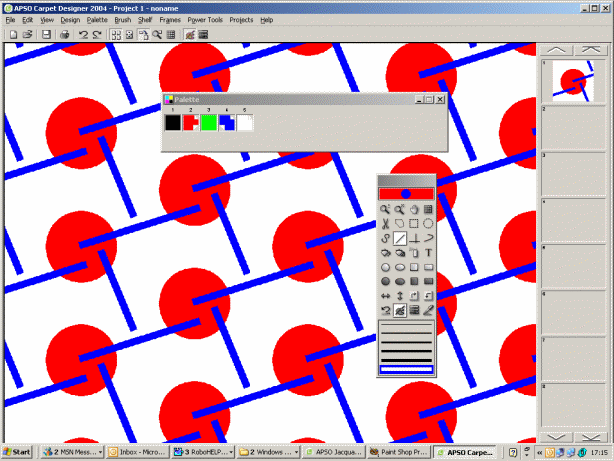 APSO Carpet Designer 2004 - Project 1 - noname
File Edit View Design Palette Brush Shelf Frames Power Tools Projects Help
Palette
1 2 3 4 5
T
1
2
3
4
5
6
7
8
Start 2 MSN Mess... Inbox - Micro... 3 RoboHELP... 2 Windows ... APSO Jacqua... Paint Shop Pr... APSO Carpe... 17:15